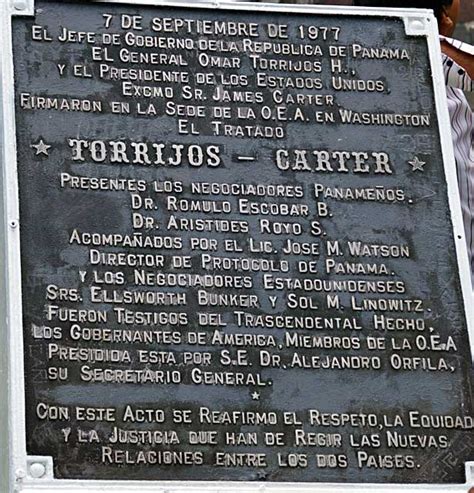 7 DE SEPTIEMBRE DE 1977
EL JEFE DE GOBIERNO DE LA REPUBLICA DE PANAMA
EL GENERAL OMAR TORRIJOS H.,
Y EL PRESIDENTE DE LOS ESTADOS UNIDOS,
EXCMO SR. JAMES CARTER
FIRMARON EN LA SEDE DE LA O.E.A. EN WASHINGTON
EL TRATADO
TORRIJOS - CARTER
PRESENTES LOS NEGOCIADORES PANAMEÑOS.
DR. ROMULO ESCOBAR B.
DR. ARISTIDES ROYO S.
ACOMPAÑADOS POR EL LIC. JOSE M. WATSON
DIRECTOR DE PROTOCOLO DE PANAMA.
Y LOS NEGOCIADORES ESTADOUNIDENSES
SRS. ELLSWORTH BUNKER Y SOL M. LINOWITZ.
FUERON TESTIGOS DEL TRASCENDENTAL HECHO,
LOS GOBERNANTES DE AMERICA, MIEMBROS DE LA O.E.A
PRESIDIDA ESTA POR S.E. DR. ALEJANDRO ORFILA,
SU SECRETARIO GENERAL.
CON ESTE ACTO SE REAFIRMO EL RESPETO, LA EQUIDAD
Y LA JUSTICIA QUE HAN DE REGIR LAS NUEVAS
RELACIONES ENTRE LOS DOS PAISES.